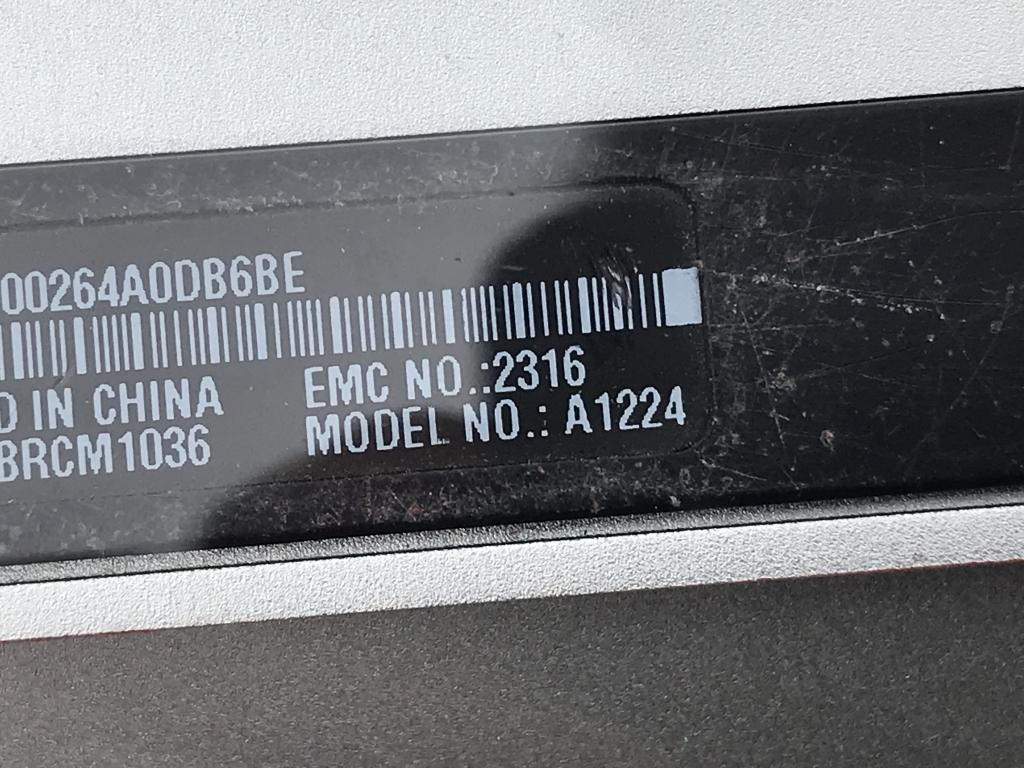 00264A0DB6BE
D IN CHINA EMC NO.:2316
BRCM1036 MODEL NO.: A1224